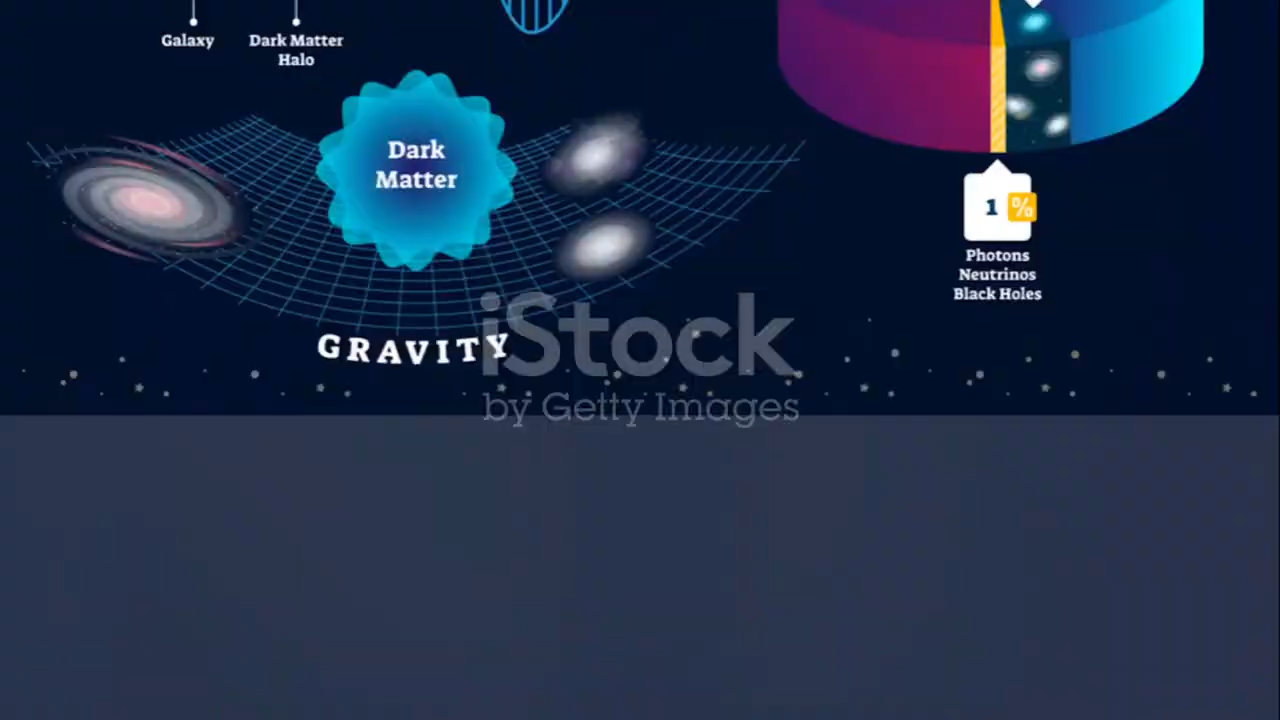 Galaxy
Dark Matter
Halo
Dark
Matter
GRAVITY
1 %
Photons
Neutrinos
Black Holes
iStock
by Getty Images